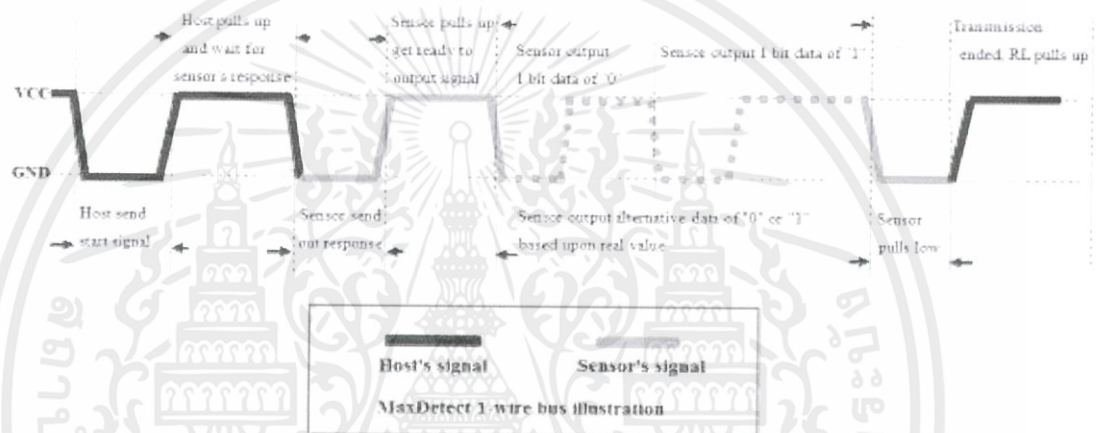 Host pulls up
and wait for
sensor's response
Sensor pulls up
get ready to
output signal
Sensor output
1 bit data of "0"
Sensor output 1 bit data of "1"
Transmission
ended, RL pulls up
VCC
GND
Host send
start signal
Sensor send
out response
Sensor output alternative data of "0" or "1"
based upon real value
Sensor
pulls low
Host's signal
Sensor's signal
MaxDetect 1-wire bus illustration